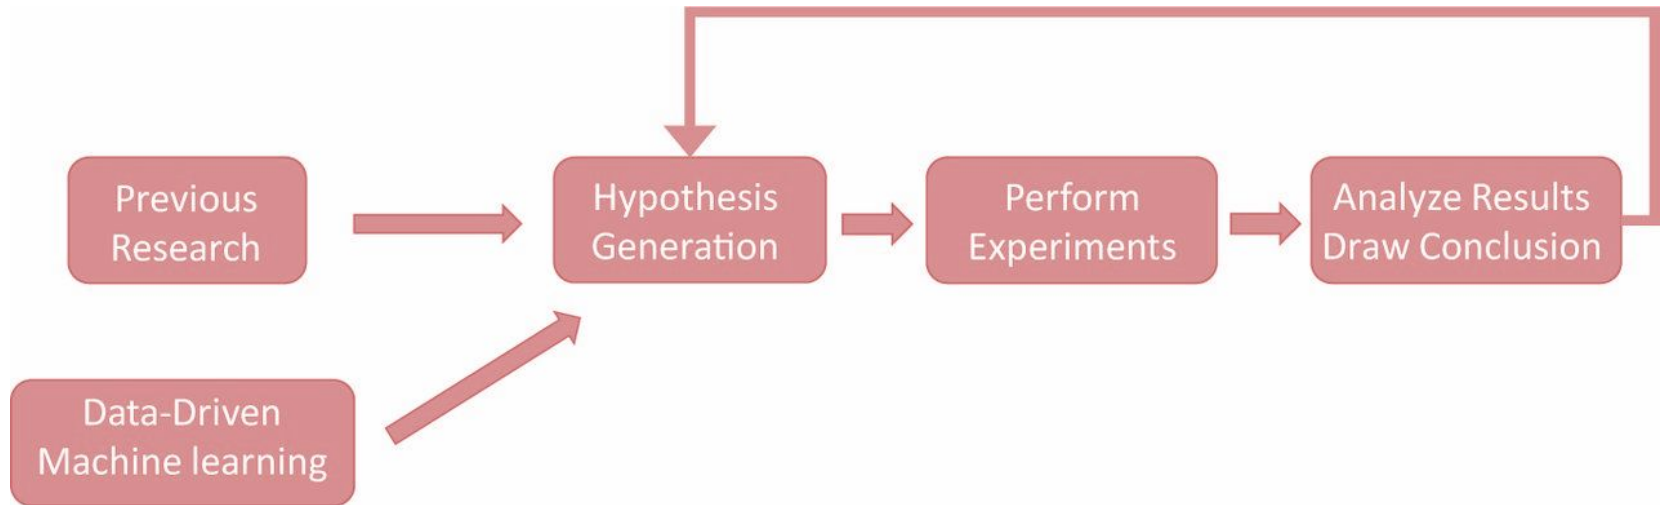 Previous
Research
Hypothesis
Generation
Perform
Experiments
Analyze Results
Draw Conclusion
Data-Driven
Machine learning